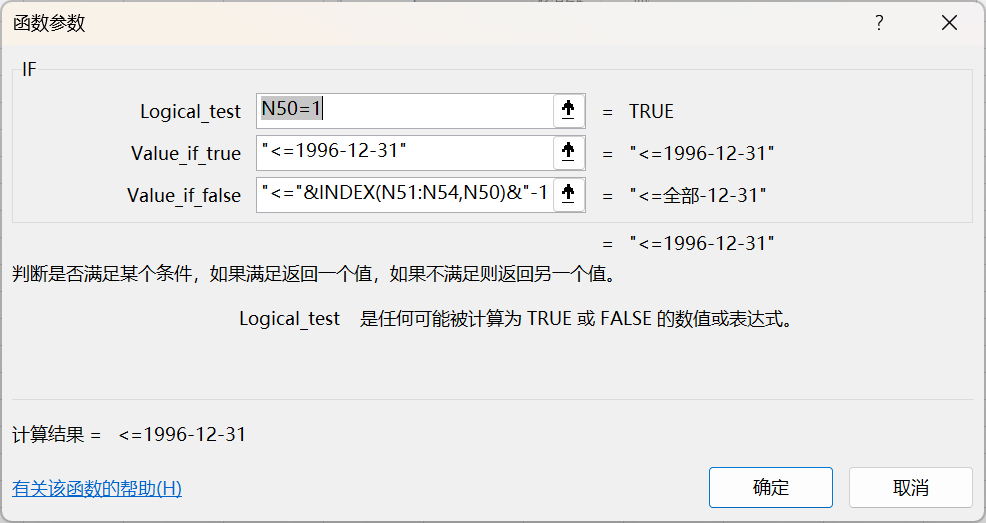 函数参数
IF
Logical_test N50=1 = TRUE
Value_if_true "<=1996-12-31" = "<=1996-12-31"
Value_if_false "<="&INDEX(N51:N54,N50)&"-1 = "<=全部-12-31"
= "<=1996-12-31"
判断是否满足某个条件，如果满足返回一个值，如果不满足则返回另一个值。
Logical_test 是任何可能被计算为 TRUE 或 FALSE 的数值或表达式。
计算结果 = <=1996-12-31
有关该函数的帮助(H)
确定 取消